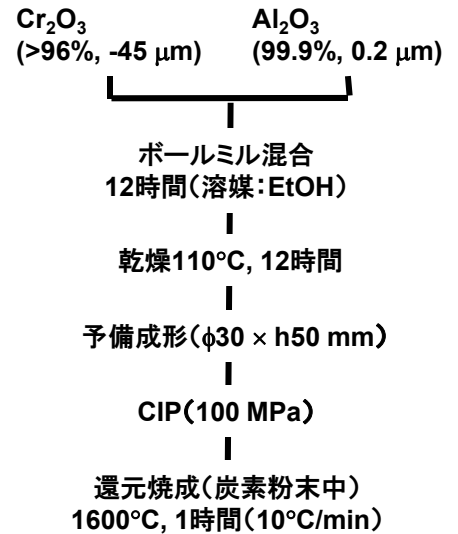 Cr₂O₃
(>96%, -45 μm)
Al₂O₃
(99.9%, 0.2 μm)
ボールミル混合
12時間(溶媒:EtOH)
乾燥110°C, 12時間
予備成形(ϕ30 × h50 mm)
CIP(100 MPa)
還元焼成(炭素粉末中)
1600°C, 1時間(10°C/min)